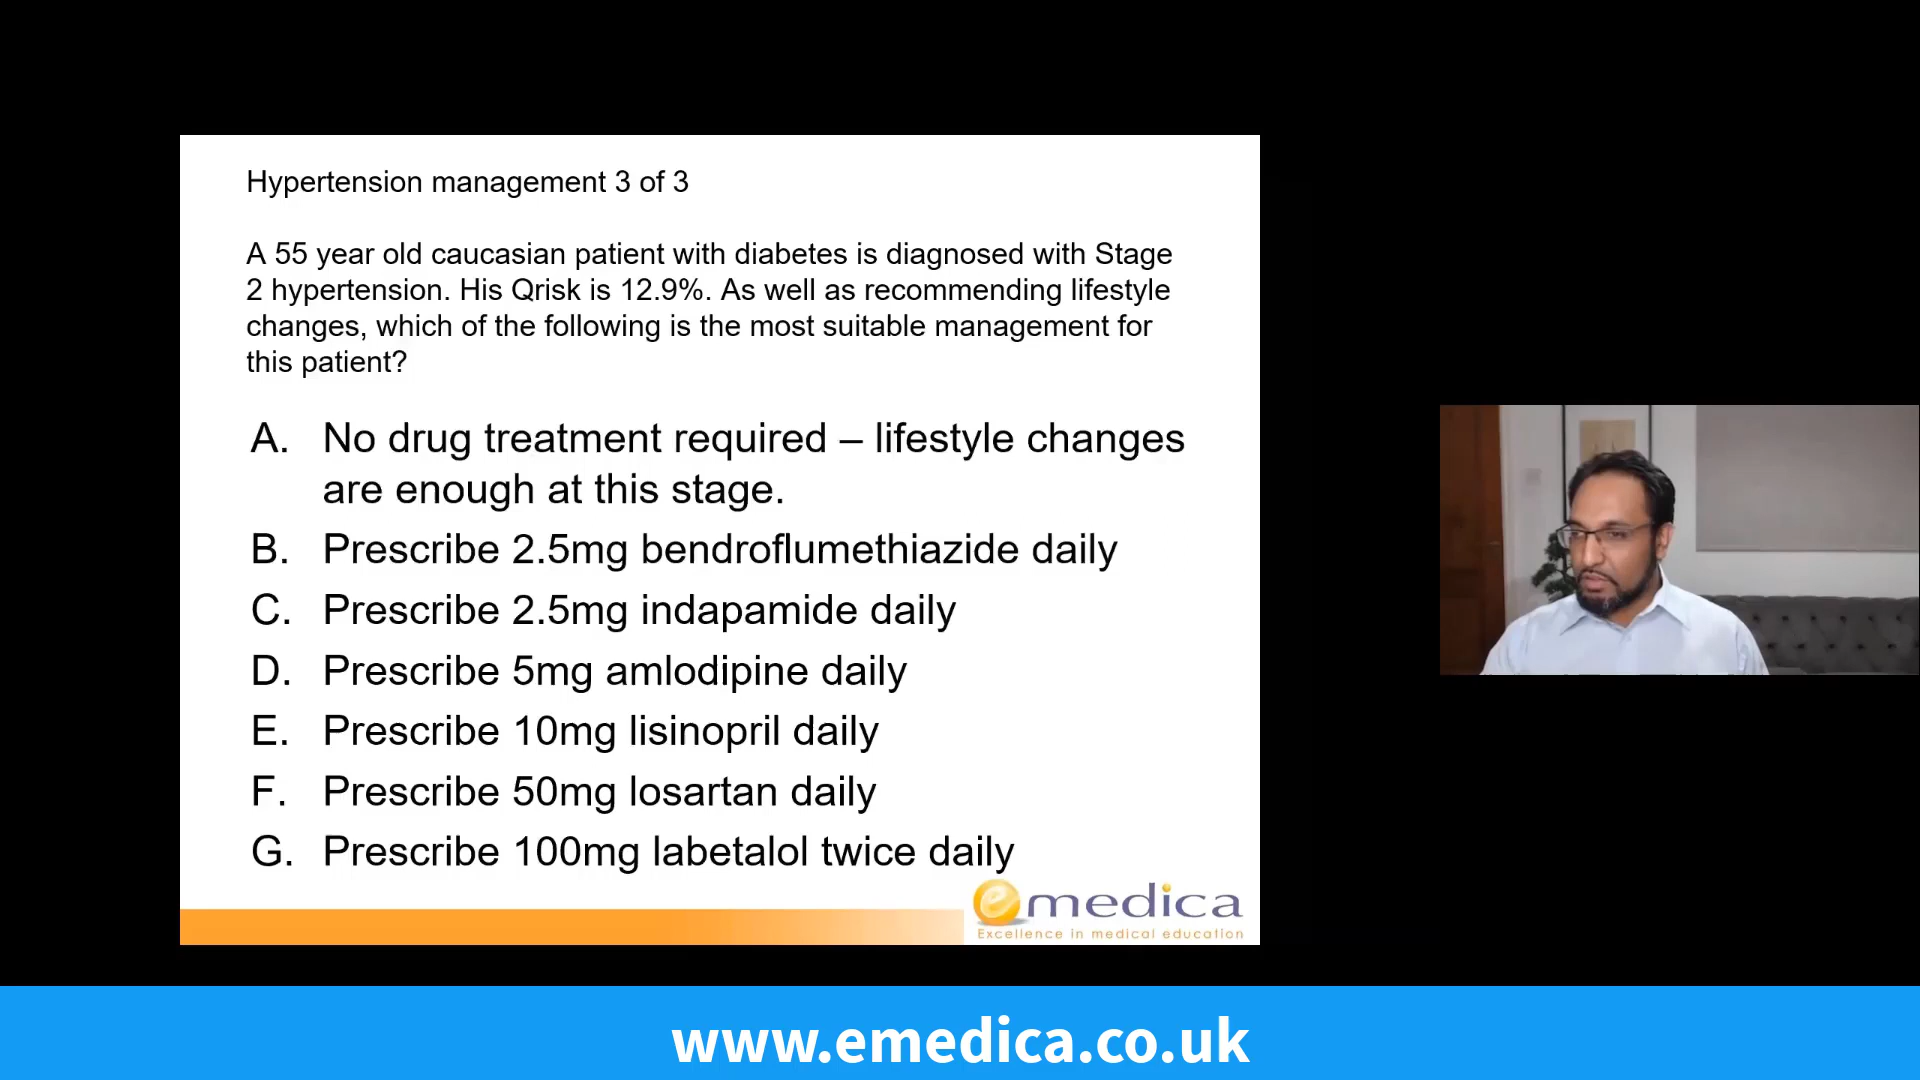 Hypertension management 3 of 3
A 55 year old caucasian patient with diabetes is diagnosed with Stage
2 hypertension. His Qrisk is 12.9%. As well as recommending lifestyle
changes, which of the following is the most suitable management for
this patient?
A. No drug treatment required – lifestyle changes
are enough at this stage.
B. Prescribe 2.5mg bendroflumethiazide daily
C. Prescribe 2.5mg indapamide daily
D. Prescribe 5mg amlodipine daily
E. Prescribe 10mg lisinopril daily
F. Prescribe 50mg losartan daily
G. Prescribe 100mg labetalol twice daily
emedica
Excellence in medical education
www.emedica.co.uk